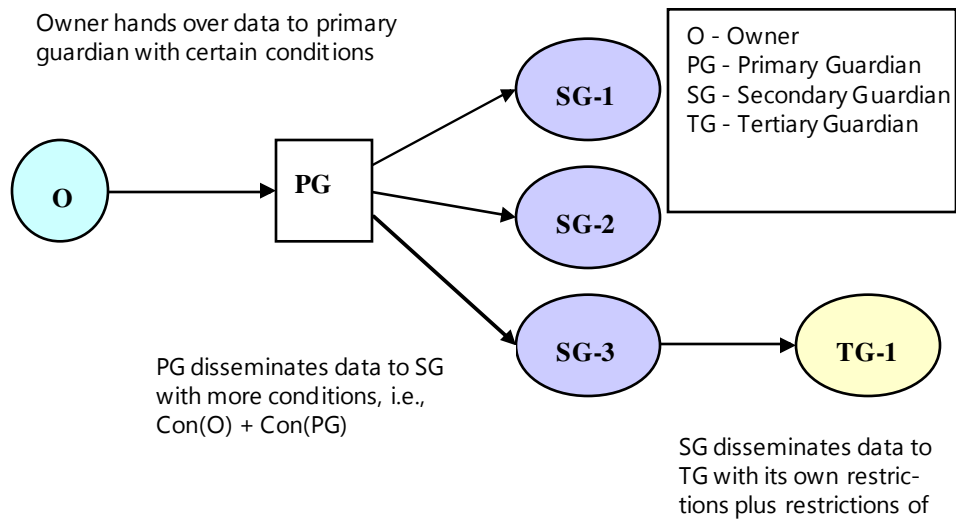 Owner hands over data to primary
guardian with certain conditions
O - Owner
PG - Primary Guardian
SG - Secondary Guardian
TG - Tertiary Guardian
SG-1
O
PG
SG-2
SG-3
TG-1
PG disseminates data to SG
with more conditions, i.e.,
Con(O) + Con(PG)
SG disseminates data to
TG with its own restric-
tions plus restrictions of